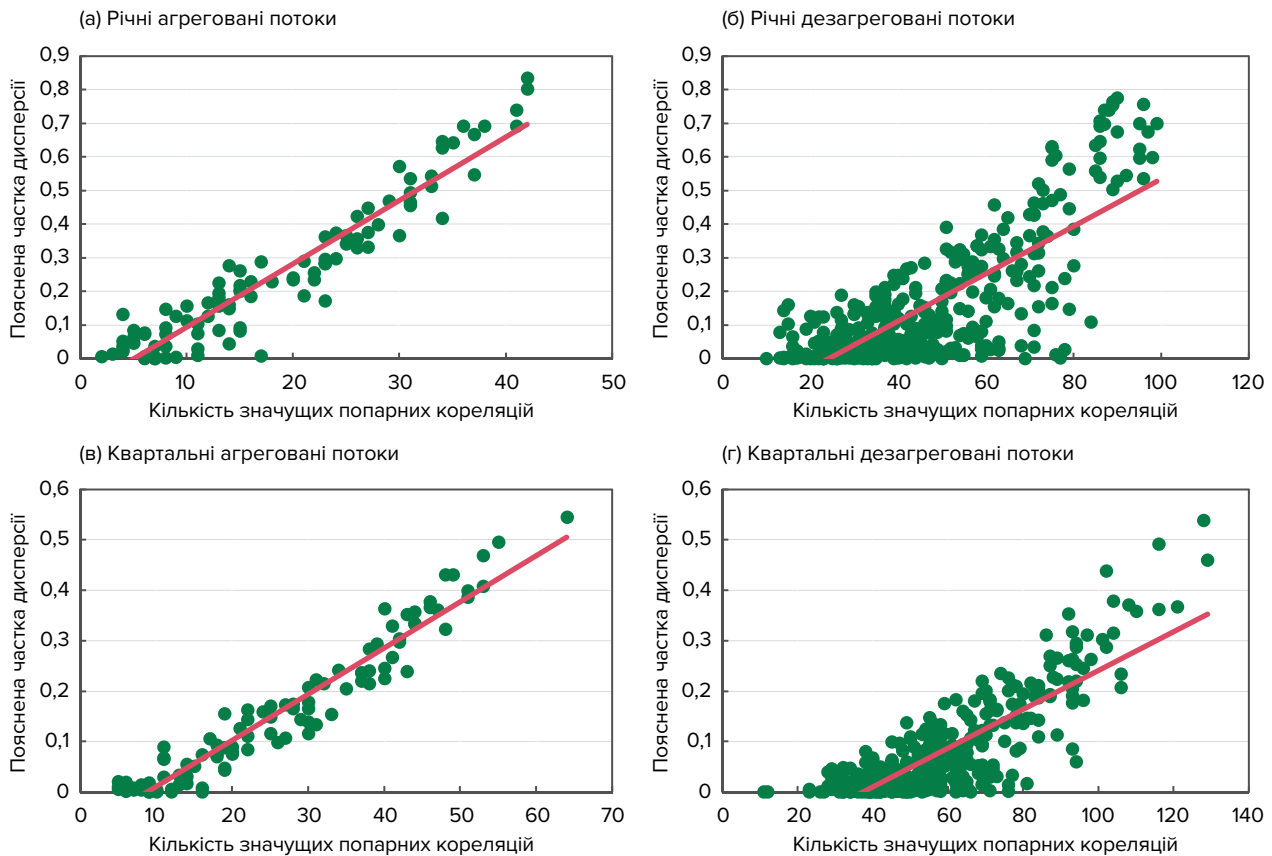 (а) Річні агреговані потоки
Пояснена частка дисперсії
0,9
0,8
0,7
0,6
0,5
0,4
0,3
0,2
0,1
0
0 10 20 30 40 50
Кількість значущих попарних кореляцій
(б) Річні дезагреговані потоки
Пояснена частка дисперсії
0,9
0,8
0,7
0,6
0,5
0,4
0,3
0,2
0,1
0
0 20 40 60 80 100 120
Кількість значущих попарних кореляцій
(в) Квартальні агреговані потоки
Пояснена частка дисперсії
0,6
0,5
0,4
0,3
0,2
0,1
0
0 10 20 30 40 50 60 70
Кількість значущих попарних кореляцій
(г) Квартальні дезагреговані потоки
Пояснена частка дисперсії
0,6
0,5
0,4
0,3
0,2
0,1
0
0 20 40 60 80 100 120 140
Кількість значущих попарних кореляцій